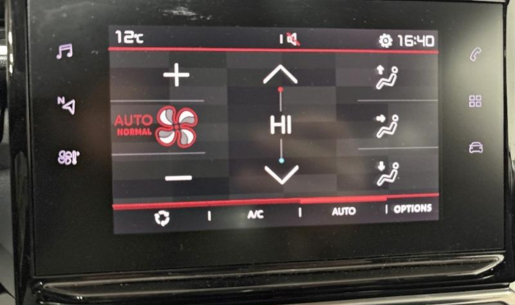 12°C 16:40
N
AUTO
NORMAL
HI
A/C AUTO OPTIONS